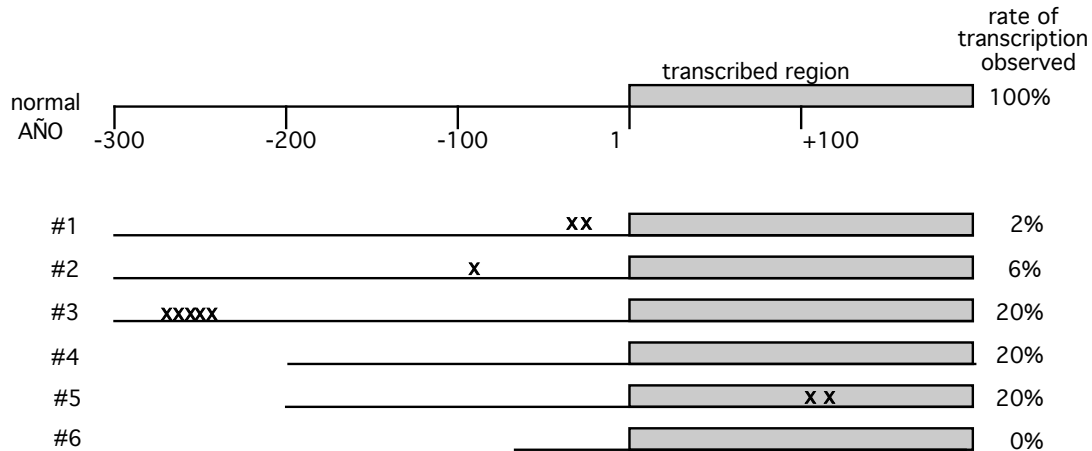 rate of
transcription
observed
transcribed region
normal
AÑO
100%
-300 -200 -100 1 +100
#1 xx 2%
#2 x 6%
#3 xxxxx 20%
#4 20%
#5 x x 20%
#6 0%